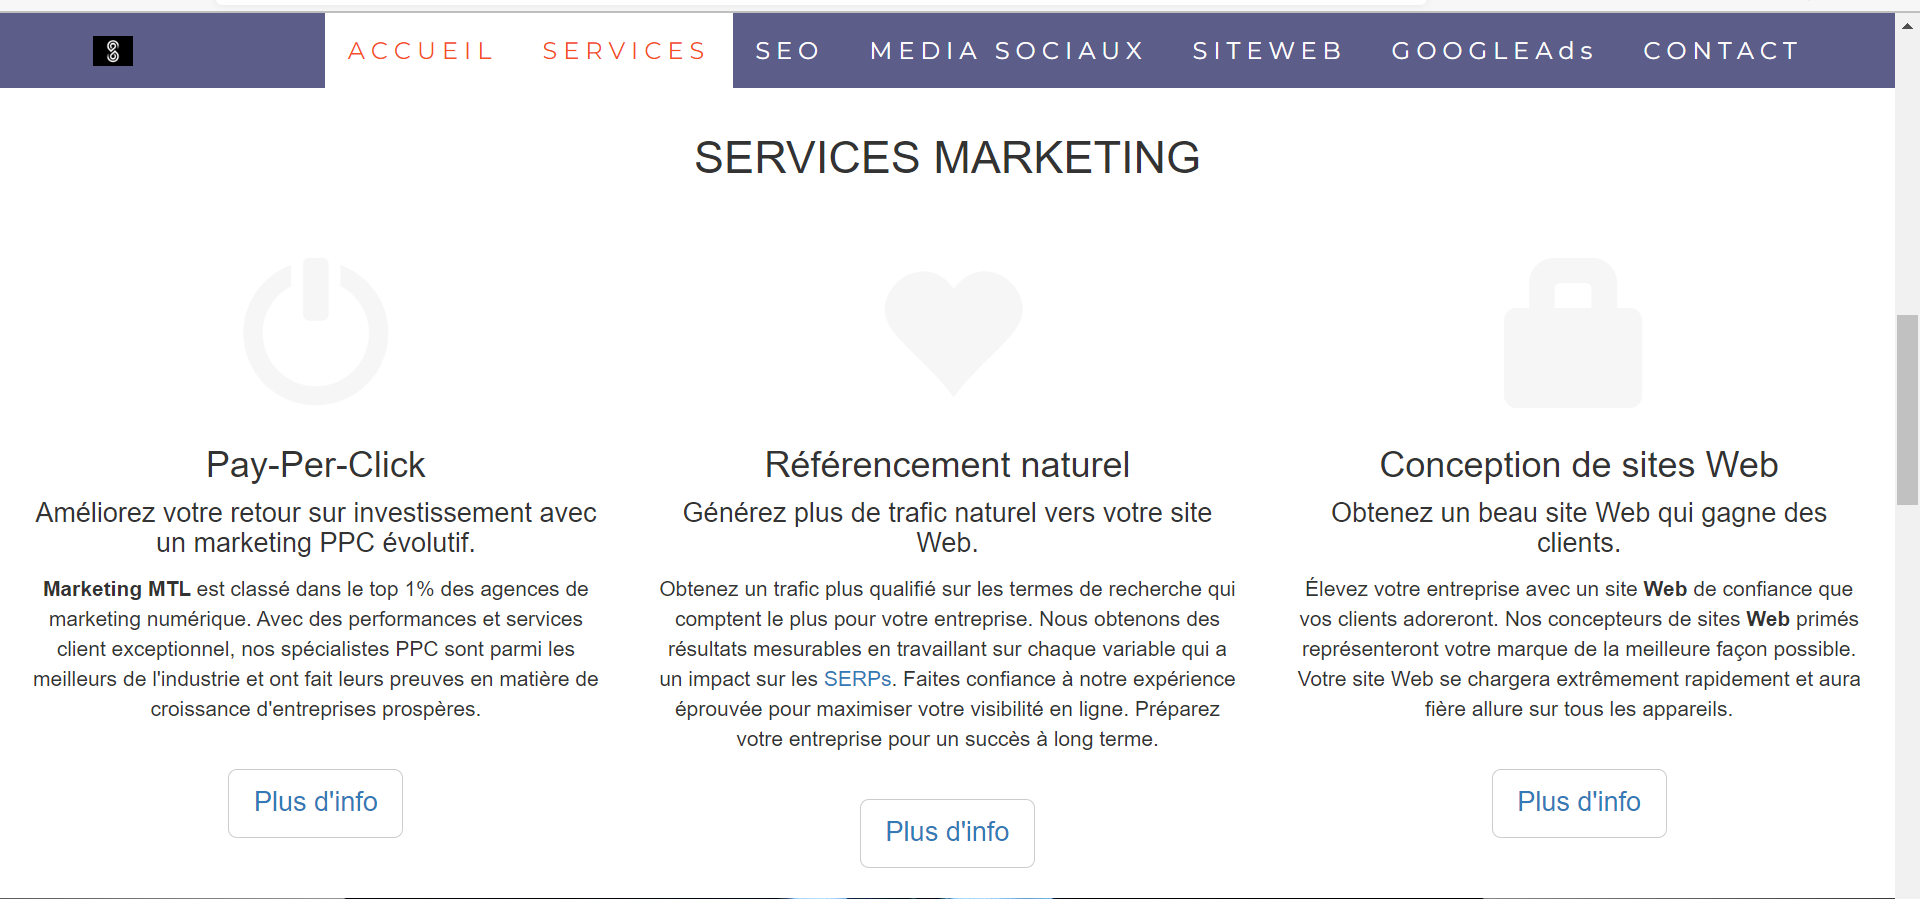 ACCUEIL SERVICES SEO MEDIA SOCIAUX SITEWEB GOOGLEAds CONTACT
SERVICES MARKETING
Pay-Per-Click
Améliorez votre retour sur investissement avec
un marketing PPC évolutif.
Marketing MTL est classé dans le top 1% des agences de
marketing numérique. Avec des performances et services
client exceptionnel, nos spécialistes PPC sont parmi les
meilleurs de l'industrie et ont fait leurs preuves en matière de
croissance d'entreprises prospères.
Plus d'info
Référencement naturel
Générez plus de trafic naturel vers votre site
Web.
Obtenez un trafic plus qualifié sur les termes de recherche qui
comptent le plus pour votre entreprise. Nous obtenons des
résultats mesurables en travaillant sur chaque variable qui a
un impact sur les SERPs. Faites confiance à notre expérience
éprouvée pour maximiser votre visibilité en ligne. Préparez
votre entreprise pour un succès à long terme.
Plus d'info
Conception de sites Web
Obtenez un beau site Web qui gagne des
clients.
Élevez votre entreprise avec un site Web de confiance que
vos clients adoreront. Nos concepteurs de sites Web primés
représenteront votre marque de la meilleure façon possible.
Votre site Web se chargera extrêmement rapidement et aura
fière allure sur tous les appareils.
Plus d'info